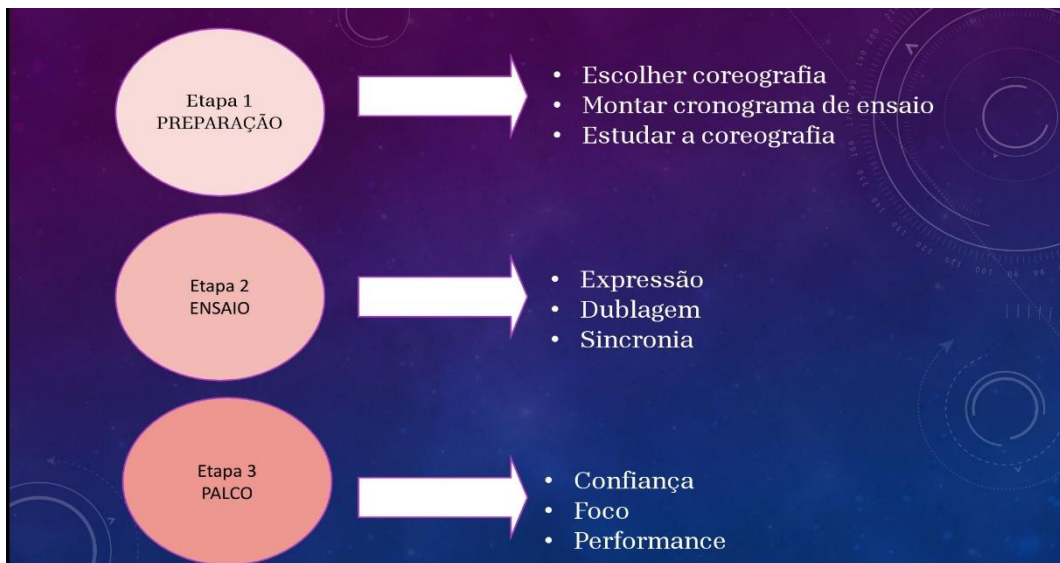 Etapa 1
PREPARAÇÃO
• Escolher coreografia
• Montar cronograma de ensaio
• Estudar a coreografia
Etapa 2
ENSAIO
• Expressão
• Dublagem
• Sincronia
Etapa 3
PALCO
• Confiança
• Foco
• Performance